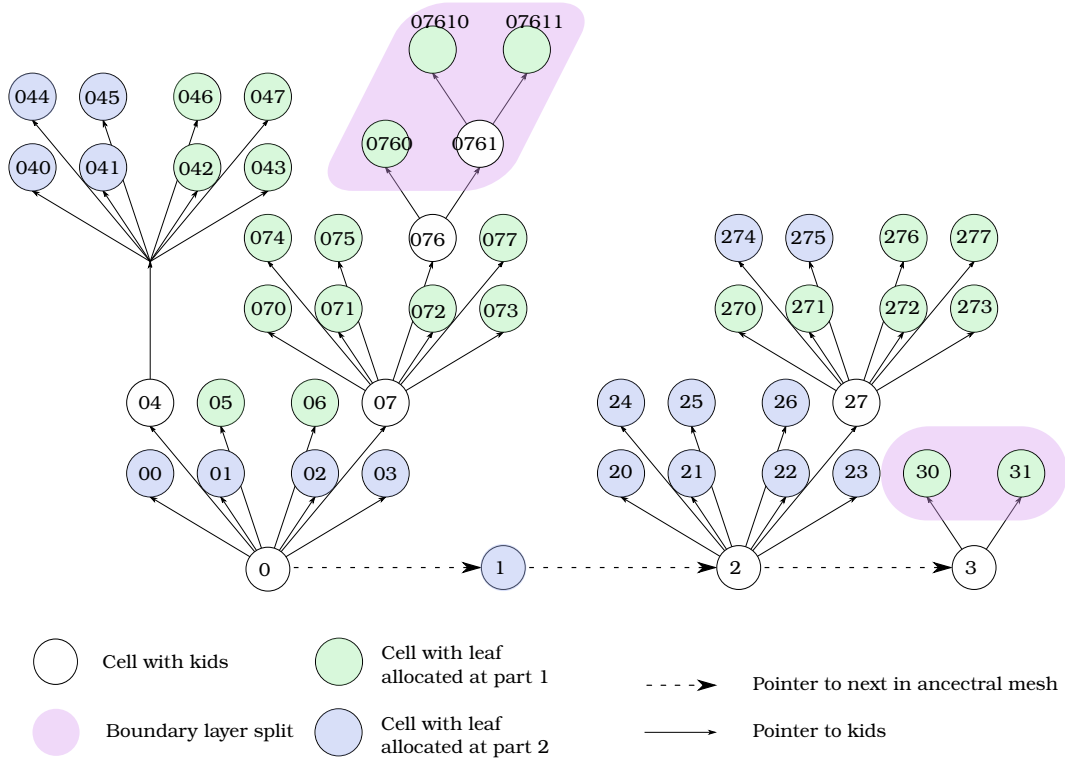 07610 07611
044 045 046 047
0760 0761
040 041 042 043
074 075 076 077
274 275 276 277
070 071 072 073
270 271 272 273
04 05 06 07
24 25 26 27
00 01 02 03
20 21 22 23
30 31
0 1 2 3
Cell with kids
Cell with leaf
allocated at part 1
Pointer to next in ancectral mesh
Boundary layer split
Cell with leaf
allocated at part 2
Pointer to kids